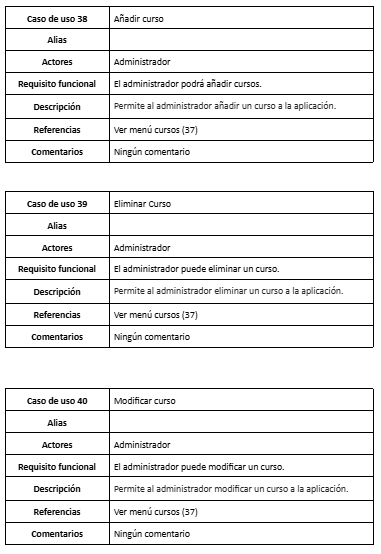 Caso de uso 38 Añadir curso
Alias
Actores Administrador
Requisito funcional El administrador podrá añadir cursos.
Descripción Permite al administrador añadir un curso a la aplicación.
Referencias Ver menú cursos (37)
Comentarios Ningún comentario
Caso de uso 39 Eliminar Curso
Alias
Actores Administrador
Requisito funcional El administrador puede eliminar un curso.
Descripción Permite al administrador eliminar un curso a la aplicación.
Referencias Ver menú cursos (37)
Comentarios Ningún comentario
Caso de uso 40 Modificar curso
Alias
Actores Administrador
Requisito funcional El administrador puede modificar un curso.
Descripción Permite al administrador modificar un curso a la aplicación.
Referencias Ver menú cursos (37)
Comentarios Ningún comentario